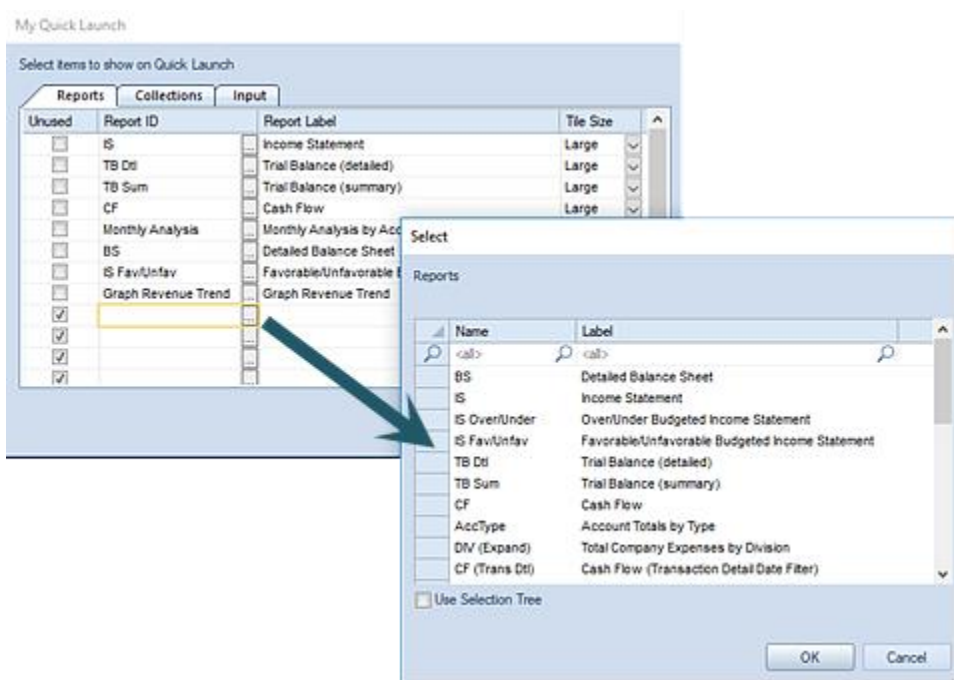 My Quick Launch
Select items to show on Quick Launch
Reports Collections Input
Unused Report ID Report Label Tile Size
IS ... Income Statement Large
TB Dtl ... Trial Balance (detailed) Large
TB Sum ... Trial Balance (summary) Large
CF ... Cash Flow Large
Monthly Analysis ... Monthly Analysis by Acc
BS ... Detailed Balance Sheet
IS Fav/Unfav ... Favorable/Unfavorable B
Graph Revenue Trend ... Graph Revenue Trend
...
...
...
...
Select
Reports
Name Label
<all> <all>
BS Detailed Balance Sheet
IS Income Statement
IS Over/Under Over/Under Budgeted Income Statement
IS Fav/Unfav Favorable/Unfavorable Budgeted Income Statement
TB Dtl Trial Balance (detailed)
TB Sum Trial Balance (summary)
CF Cash Flow
AccType Account Totals by Type
DIV (Expand) Total Company Expenses by Division
CF (Trans Dtl) Cash Flow (Transaction Detail Date Filter)
Use Selection Tree
OK Cancel